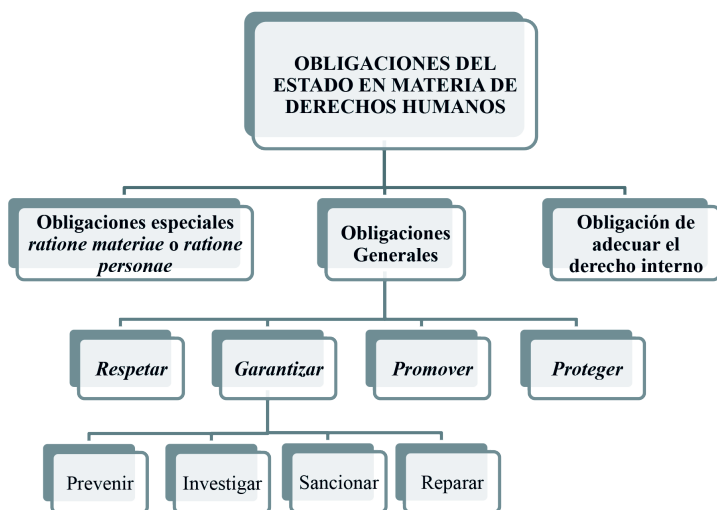 OBLIGACIONES DEL
ESTADO EN MATERIA DE
DERECHOS HUMANOS
Obligaciones especiales
ratione materiae o ratione
personae
Obligaciones
Generales
Obligación de
adecuar el
derecho interno
Respetar
Garantizar
Promover
Proteger
Prevenir
Investigar
Sancionar
Reparar